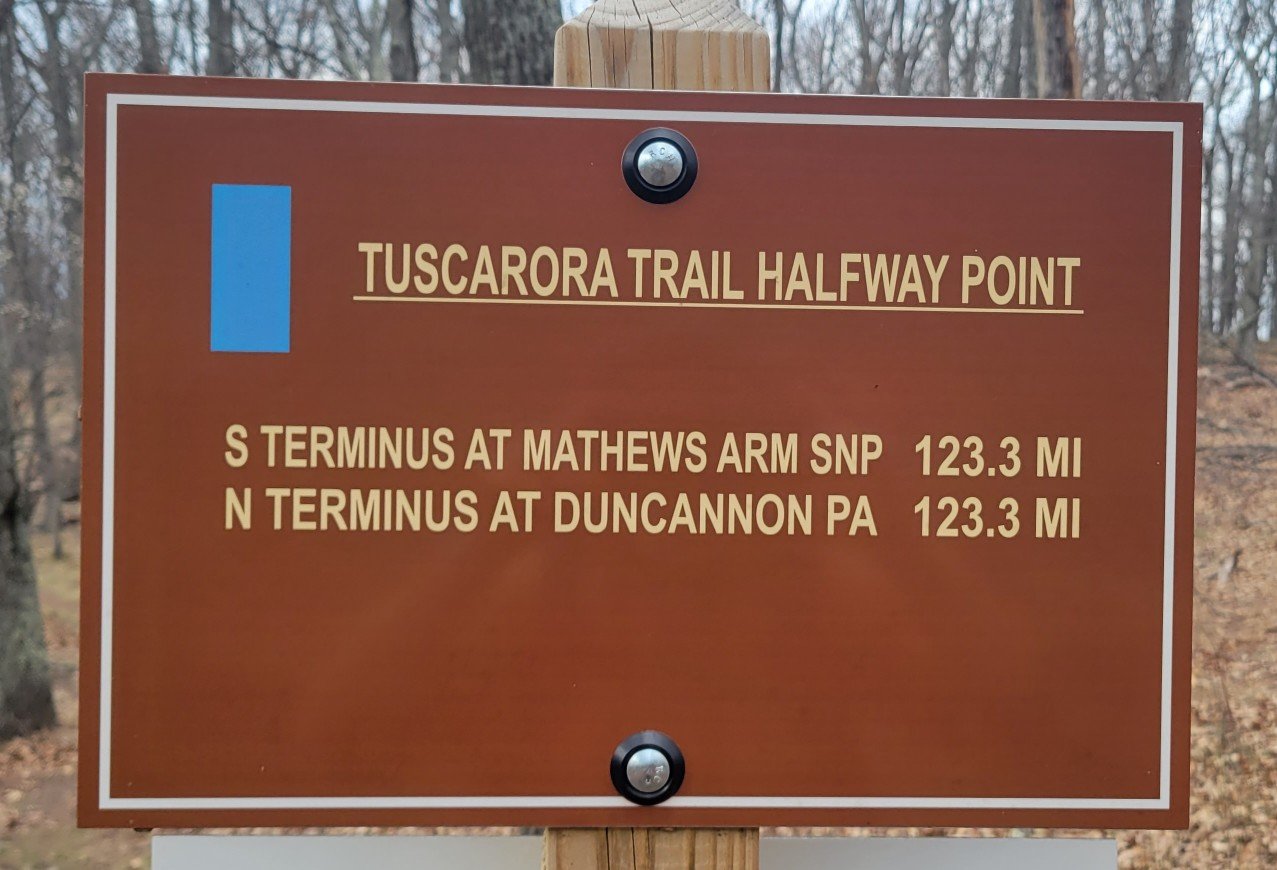 TUSCARORA TRAIL HALFWAY POINT
S TERMINUS AT MATHEWS ARM SNP 123.3 MI
N TERMINUS AT DUNCANNON PA 123.3 MI